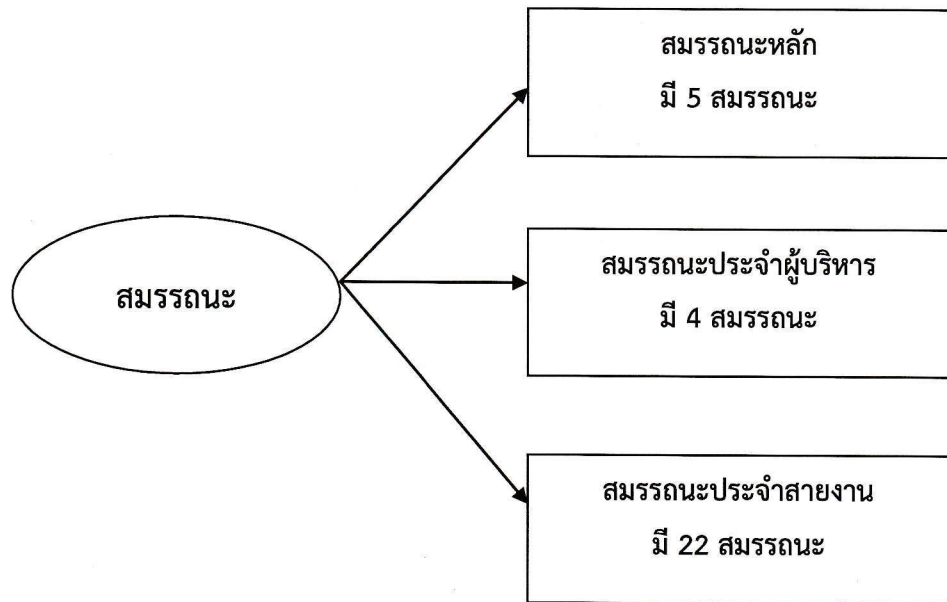 สมรรถนะหลัก
มี 5 สมรรถนะ
สมรรถนะ
สมรรถนะประจำผู้บริหาร
มี 4 สมรรถนะ
สมรรถนะประจำสายงาน
มี 22 สมรรถนะ